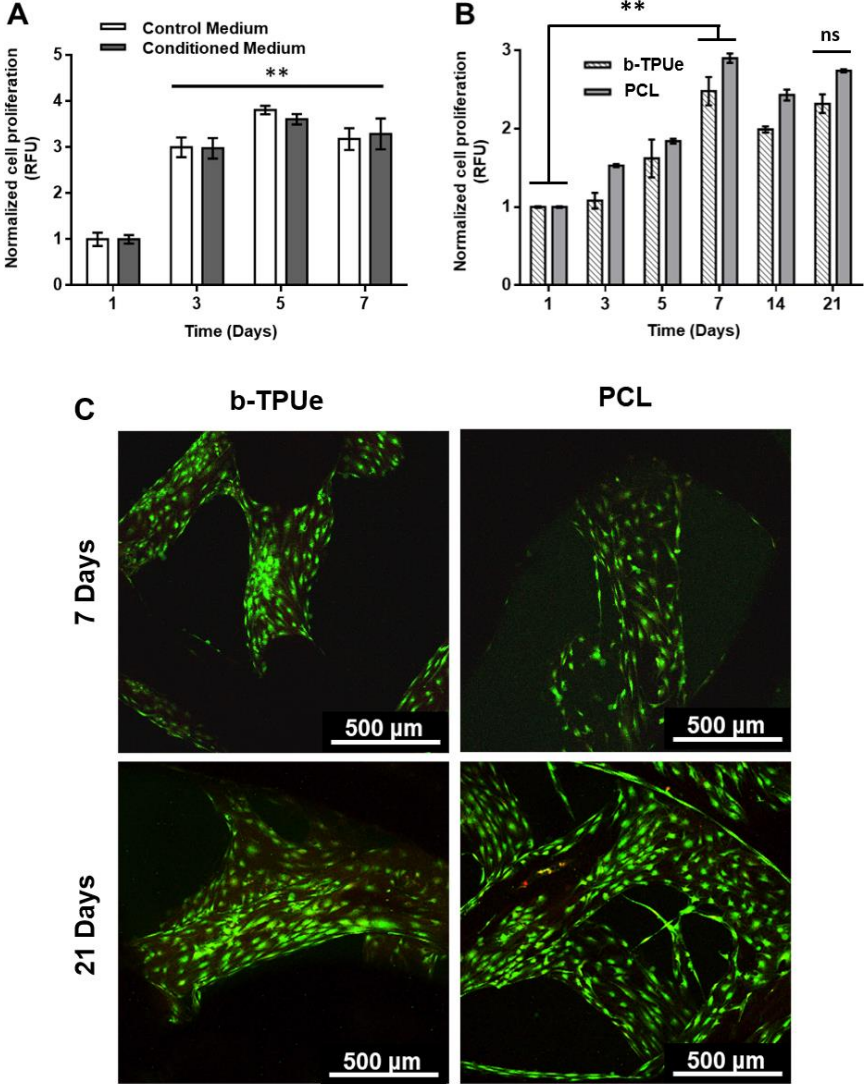 A
Control Medium
Conditioned Medium
**
Normalized cell proliferation
(RFU)
5
4
3
2
1
0
1 3 5 7
Time (Days)
B
**
ns
b-TPUe
PCL
Normalized cell proliferation
(RFU)
3
2
1
0
1 3 5 7 14 21
Time (Days)
C
b-TPUe PCL
7 Days
500 µm
500 µm
21 Days
500 µm
500 µm